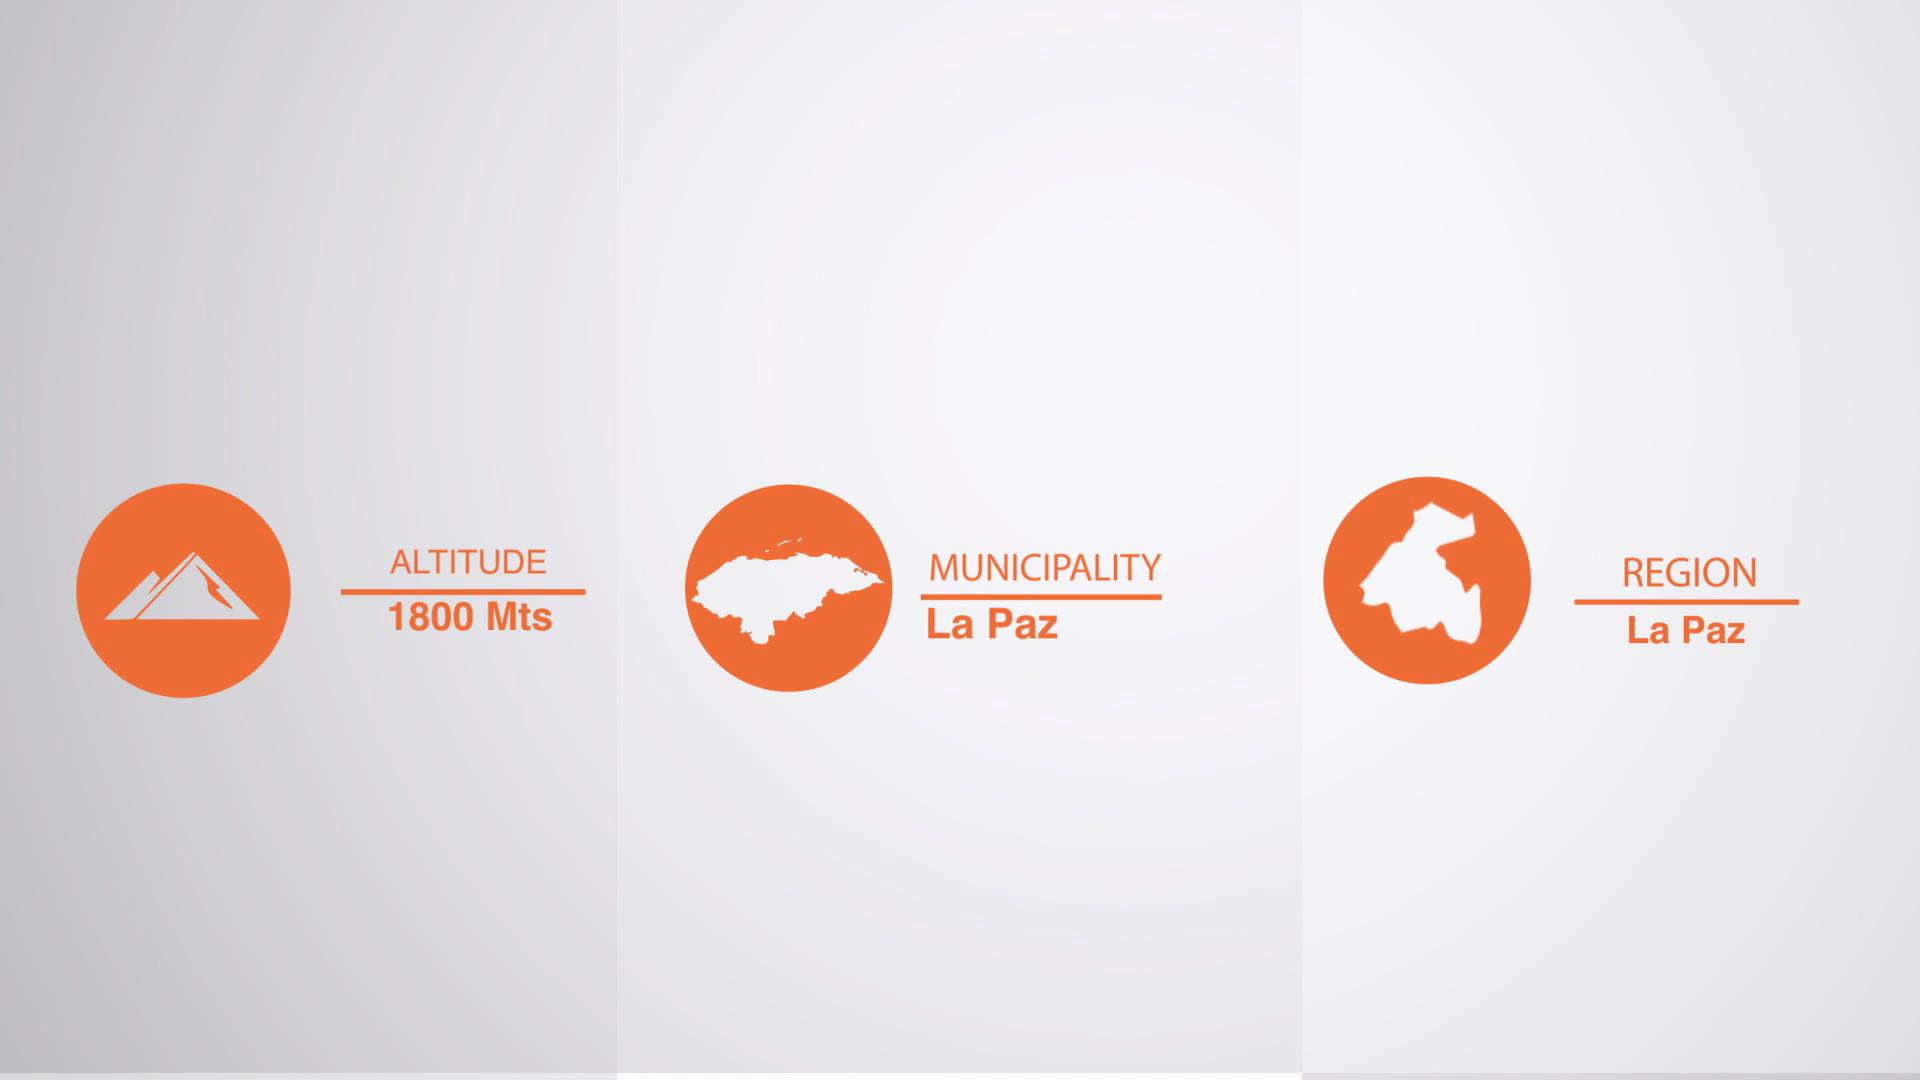 ALTITUDE
1800 Mts
MUNICIPALITY
La Paz
REGION
La Paz